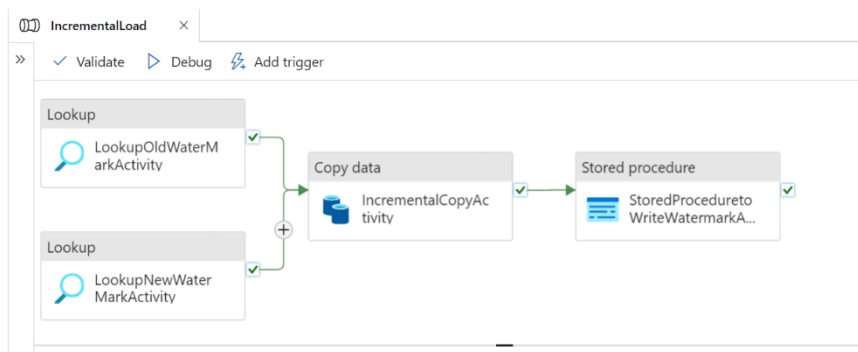 IncrementalLoad
Validate Debug Add trigger
Lookup
LookupOldWaterM
arkActivity
Lookup
LookupNewWater
MarkActivity
Copy data
IncrementalCopyAc
tivity
Stored procedure
StoredProcedureto
WriteWatermarkA...